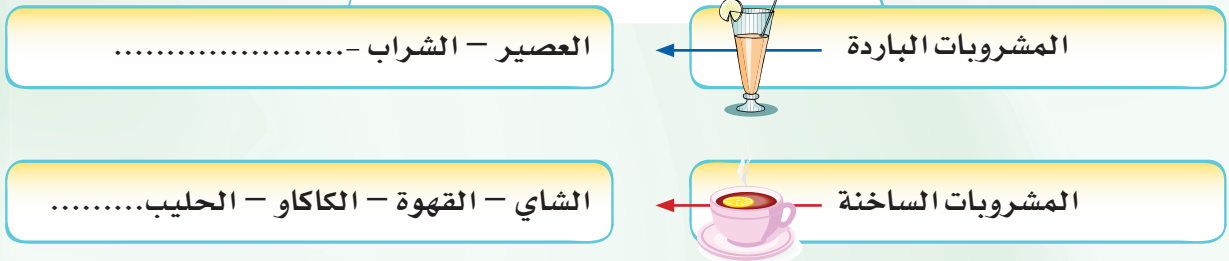 المشروبات الباردة
العصير – الشراب –.....................
المشروبات الساخنة
الشاي – القهوة – الكاكاو – الحليب.........